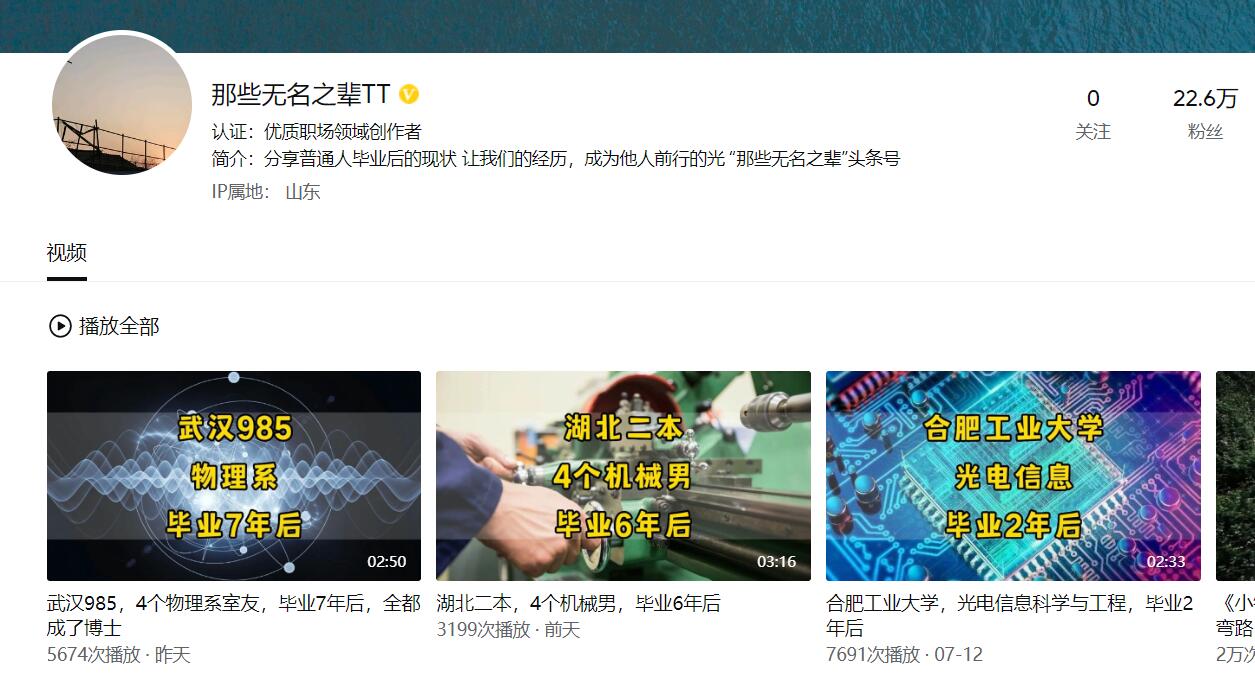 那些无名之辈TT
认证：优质职场领域创作者
简介：分享普通人毕业后的现状 让我们的经历，成为他人前行的光 “那些无名之辈”头条号
IP属地： 山东
0
关注
22.6万
粉丝
视频
播放全部
武汉985
物理系
毕业7年后
02:50
武汉985，4个物理系室友，毕业7年后，全都
成了博士
5674次播放 · 昨天
湖北二本
4个机械男
毕业6年后
03:16
湖北二本，4个机械男，毕业6年后
3199次播放 · 前天
合肥工业大学
光电信息
毕业2年后
02:33
合肥工业大学，光电信息科学与工程，毕业2
年后
7691次播放 · 07-12
《小
弯路
2万次